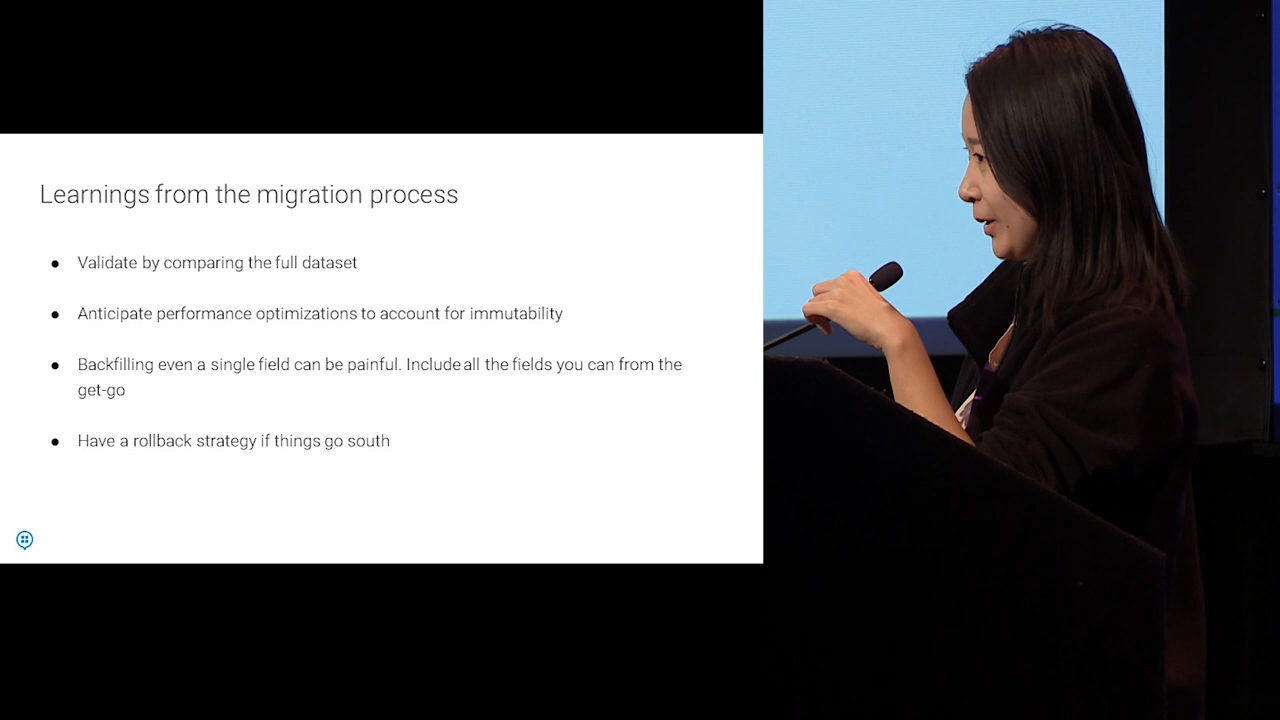 Learnings from the migration process
● Validate by comparing the full dataset
● Anticipate performance optimizations to account for immutability
● Backfilling even a single field can be painful. Include all the fields you can from the
get-go
● Have a rollback strategy if things go south